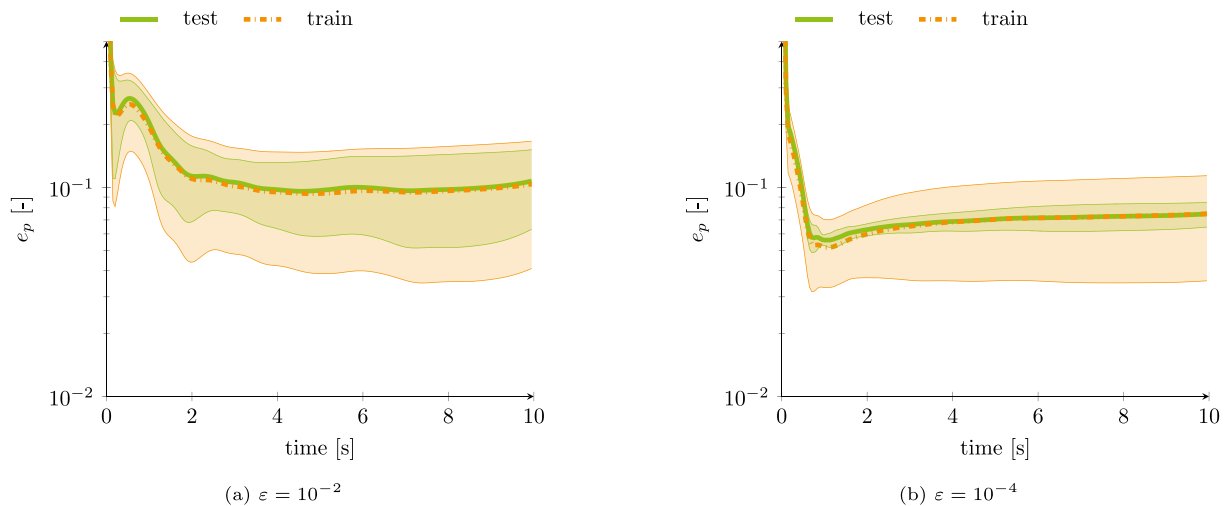 test train
10⁻¹
10⁻²
e_p [-]
0 2 4 6 8 10
time [s]
(a) ε = 10⁻²
test train
10⁻¹
10⁻²
e_p [-]
0 2 4 6 8 10
time [s]
(b) ε = 10⁻⁴